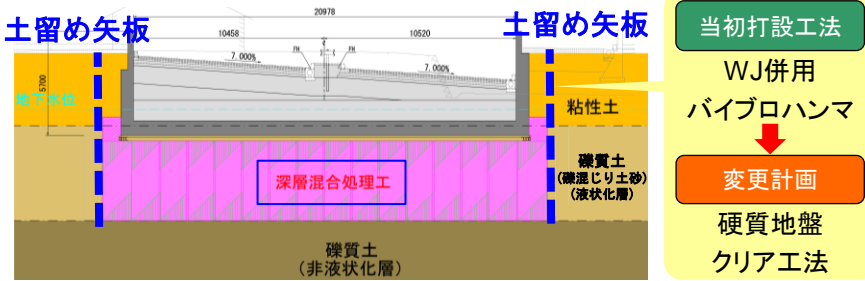 20978
土留め矢板
土留め矢板
10458
10520
FH
FH
7.000%
7.000%
5700
地下水位
粘性土
礫質土
(礫混じり土砂)
(液状化層)
深層混合処理工
礫質土
(非液状化層)
当初打設工法
WJ併用
バイブロハンマ
変更計画
硬質地盤
クリア工法